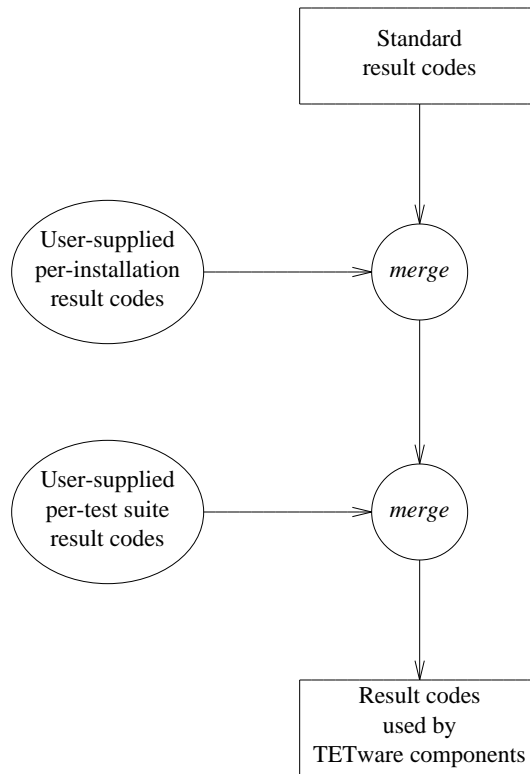 Standard
result codes
User-supplied
per-installation
result codes
merge
User-supplied
per-test suite
result codes
merge
Result codes
used by
TETware components